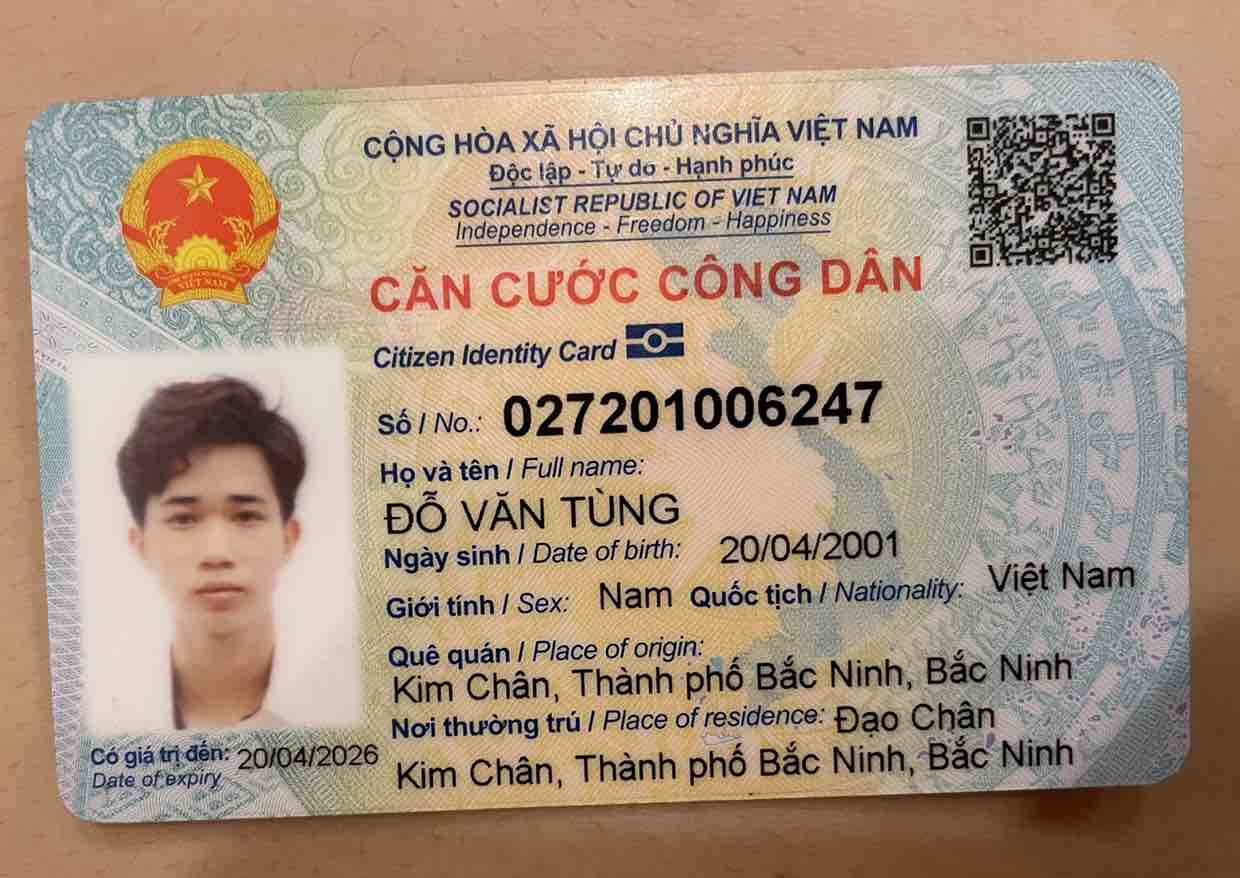 CỘNG HÒA XÃ HỘI CHỦ NGHĨA VIỆT NAM
Độc lập - Tự do - Hạnh phúc
SOCIALIST REPUBLIC OF VIET NAM
Independence - Freedom - Happiness
CĂN CƯỚC CÔNG DÂN
Citizen Identity Card
Số / No.: 027201006247
Họ và tên / Full name:
ĐỖ VĂN TÙNG
Ngày sinh / Date of birth: 20/04/2001
Giới tính / Sex: Nam Quốc tịch / Nationality: Việt Nam
Quê quán / Place of origin:
Kim Chân, Thành phố Bắc Ninh, Bắc Ninh
Nơi thường trú / Place of residence: Đạo Chân
Kim Chân, Thành phố Bắc Ninh, Bắc Ninh
Có giá trị đến: 20/04/2026
Date of expiry
VIỆT NAM